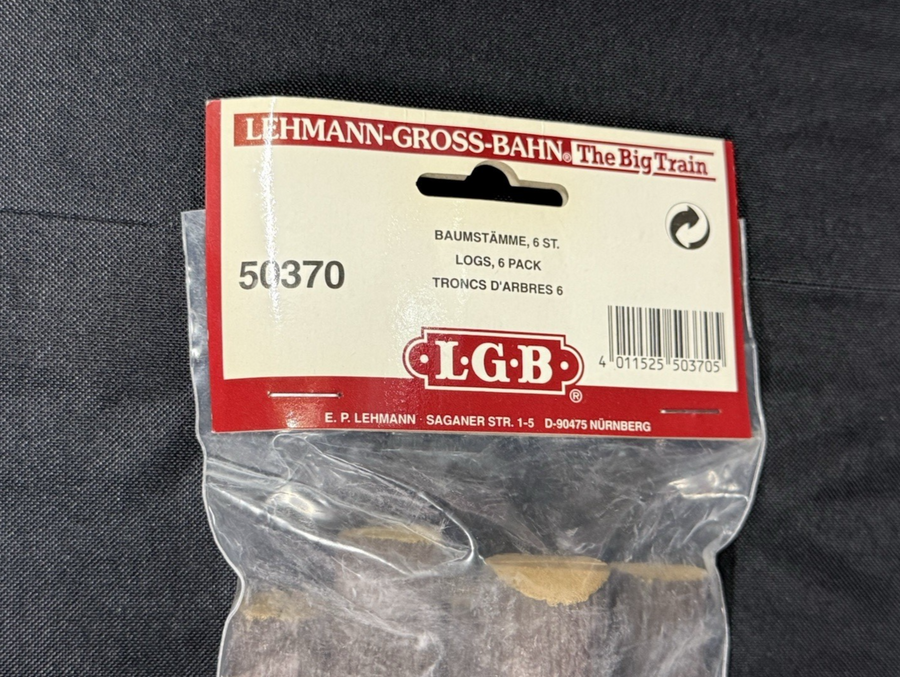 LEHMANN-GROSS-BAHN® The Big Train
BAUMSTÄMME, 6 ST.
LOGS, 6 PACK
TRONCS D'ARBRES 6
50370
L·G·B®
4 011525 503705
E. P. LEHMANN · SAGANER STR. 1-5 D-90475 NÜRNBERG